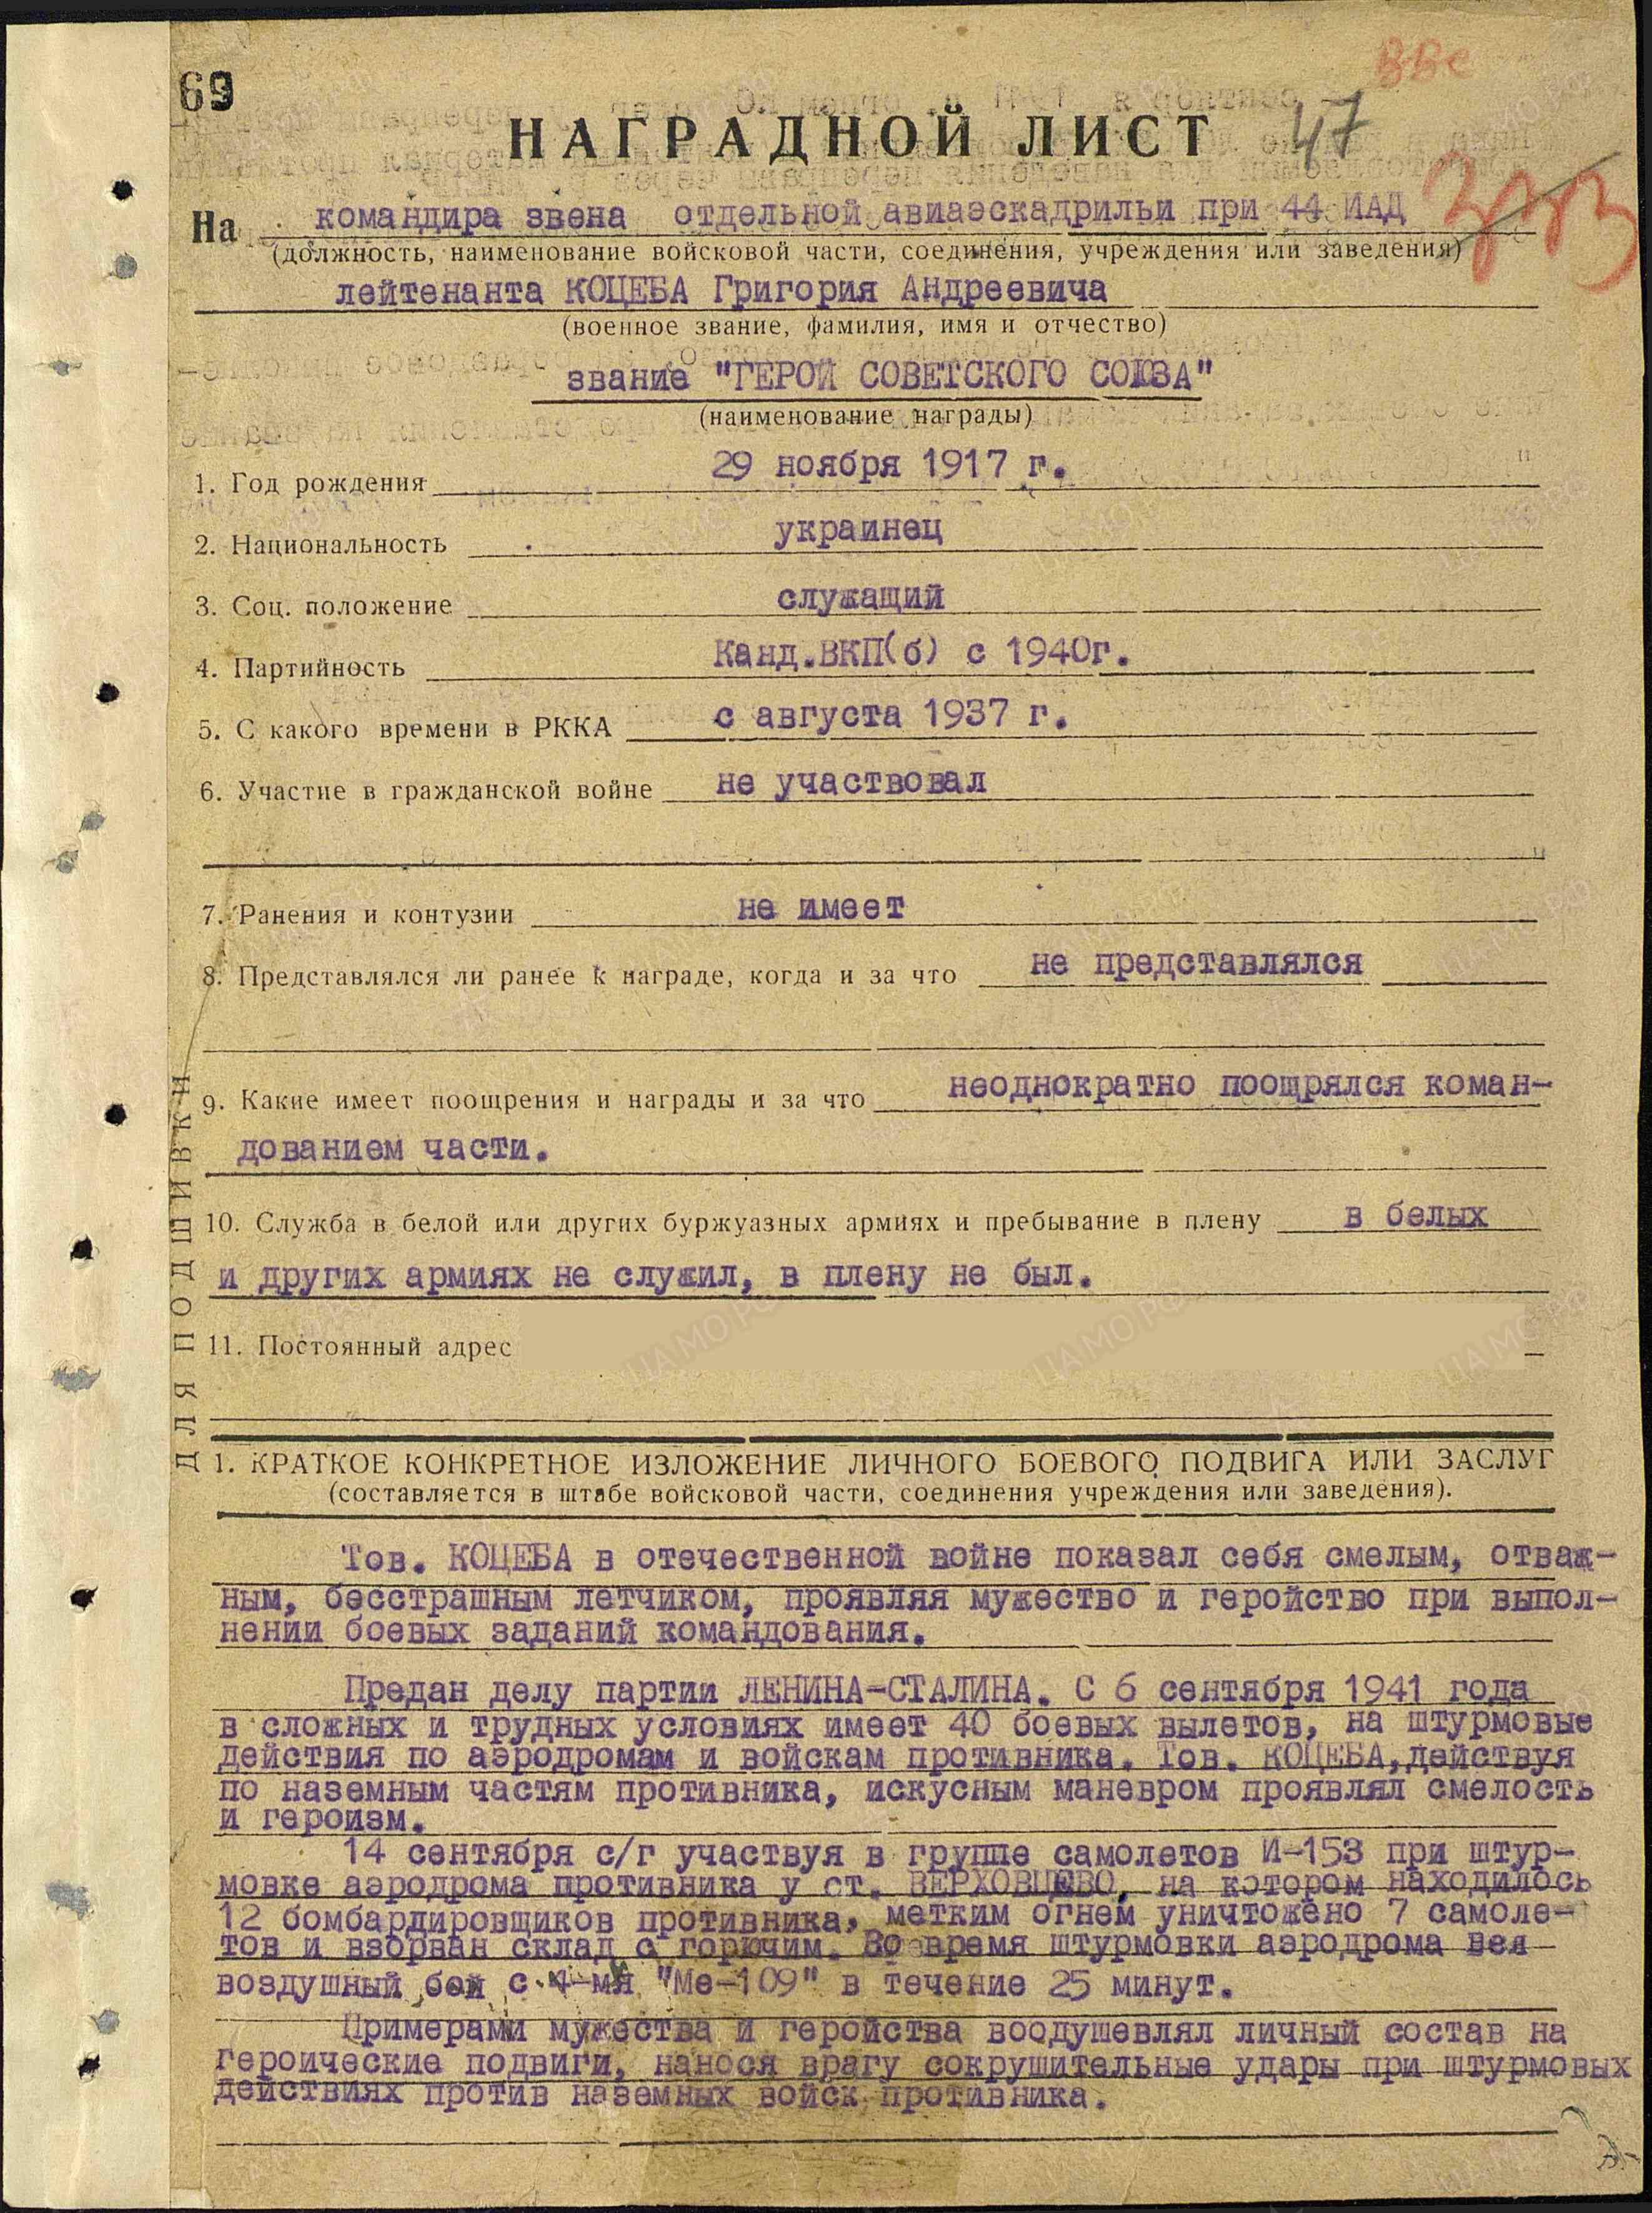 69
ВВс
НАГРАДНОЙ ЛИСТ
47
На командира звена отдельной авиаэскадрильи при 44 ИАД
(должность, наименование войсковой части, соединения, учреждения или заведения)
лейтенанта КОЦЕБА Григория Андреевича
(военное звание, фамилия, имя и отчество)
звание "ГЕРОЙ СОВЕТСКОГО СОЮЗА"
(наименование награды)
1. Год рождения 29 ноября 1917 г.
2. Национальность украинец
3. Соц. положение служащий
4. Партийность Канд.ВКП(б) с 1940г.
5. С какого времени в РККА с августа 1937 г.
6. Участие в гражданской войне не участвовал
7. Ранения и контузии не имеет
8. Представлялся ли ранее к награде, когда и за что не представлялся
9. Какие имеет поощрения и награды и за что неоднократно поощрялся коман-
дованием части.
10. Служба в белой или других буржуазных армиях и пребывание в плену в белых
и других армиях не служил, в плену не был.
11. Постоянный адрес
ДЛЯ ПОДШИВКИ
1. КРАТКОЕ КОНКРЕТНОЕ ИЗЛОЖЕНИЕ ЛИЧНОГО БОЕВОГО ПОДВИГА ИЛИ ЗАСЛУГ
(составляется в штабе войсковой части, соединения учреждения или заведения).
Тов. КОЦЕБА в отечественной войне показал себя смелым, отваж-
ным, бесстрашным летчиком, проявляя мужество и геройство при выпол-
нении боевых заданий командования.
Предан делу партии ЛЕНИНА-СТАЛИНА. С 6 сентября 1941 года
в сложных и трудных условиях имеет 40 боевых вылетов, на штурмовые
действия по аэродромам и войскам противника. Тов. КОЦЕБА, действуя
по наземным частям противника, искусным маневром проявлял смелость
и героизм.
14 сентября с/г участвуя в группе самолетов И-153 при штур-
мовке аэродрома противника у ст. ВЕРХОВЦЕВО, на котором находилось
12 бомбардировщиков противника, метким огнем уничтожено 7 самоле-
тов и взорван склад с горючим. Во время штурмовки аэродрома вел
воздушный бой с 4-мя "Ме-109" в течение 25 минут.
Примерами мужества и геройства воодушевлял личный состав на
героические подвиги, нанося врагу сокрушительные удары при штурмовых
действиях против наземных войск противника.